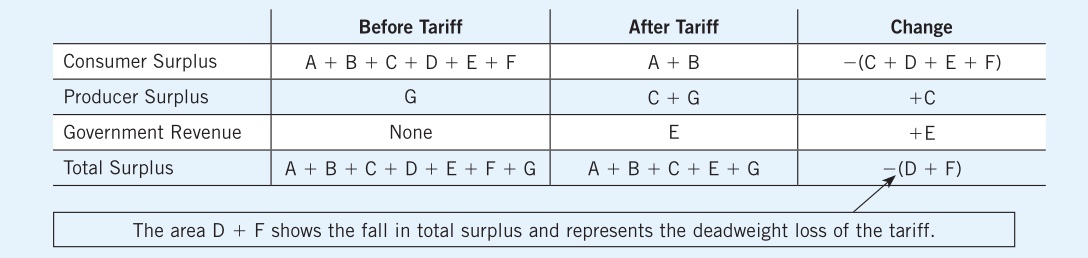 Before Tariff After Tariff Change
Consumer Surplus A + B + C + D + E + F A + B −(C + D + E + F)
Producer Surplus G C + G +C
Government Revenue None E +E
Total Surplus A + B + C + D + E + F + G A + B + C + E + G −(D + F)
The area D + F shows the fall in total surplus and represents the deadweight loss of the tariff.